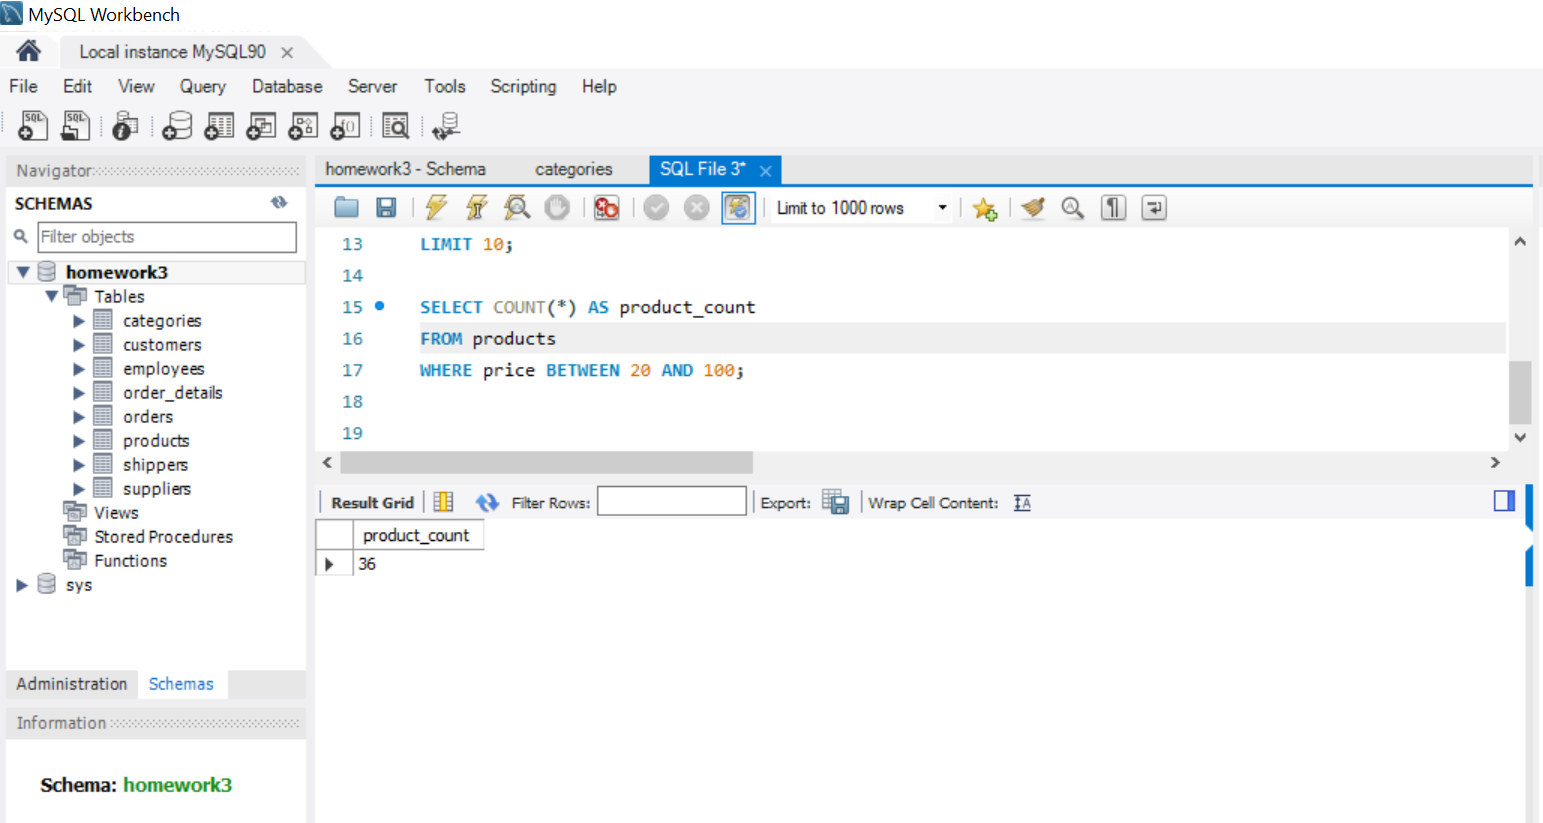 MySQL Workbench
Local instance MySQL90
File Edit View Query Database Server Tools Scripting Help
Navigator
SCHEMAS
Filter objects
homework3
Tables
categories
customers
employees
order_details
orders
products
shippers
suppliers
Views
Stored Procedures
Functions
sys
Administration Schemas
Information
Schema: homework3
homework3 - Schema categories SQL File 3*
Limit to 1000 rows
13 LIMIT 10;
14
15 SELECT COUNT(*) AS product_count
16 FROM products
17 WHERE price BETWEEN 20 AND 100;
18
19
Result Grid Filter Rows: Export: Wrap Cell Content:
product_count
36